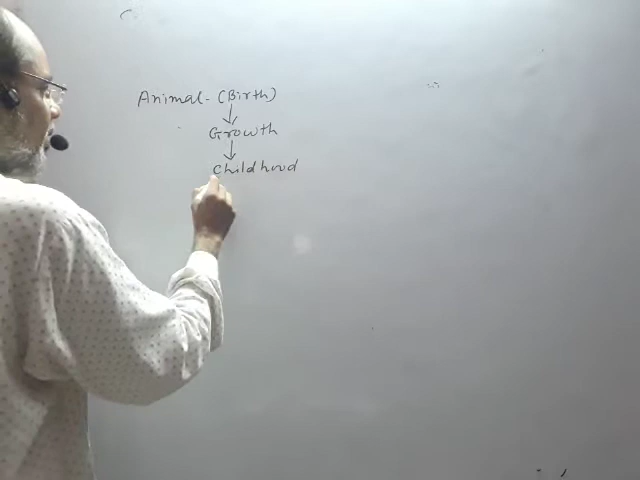 Animal - (Birth)
↓
Growth
↓
Childhood